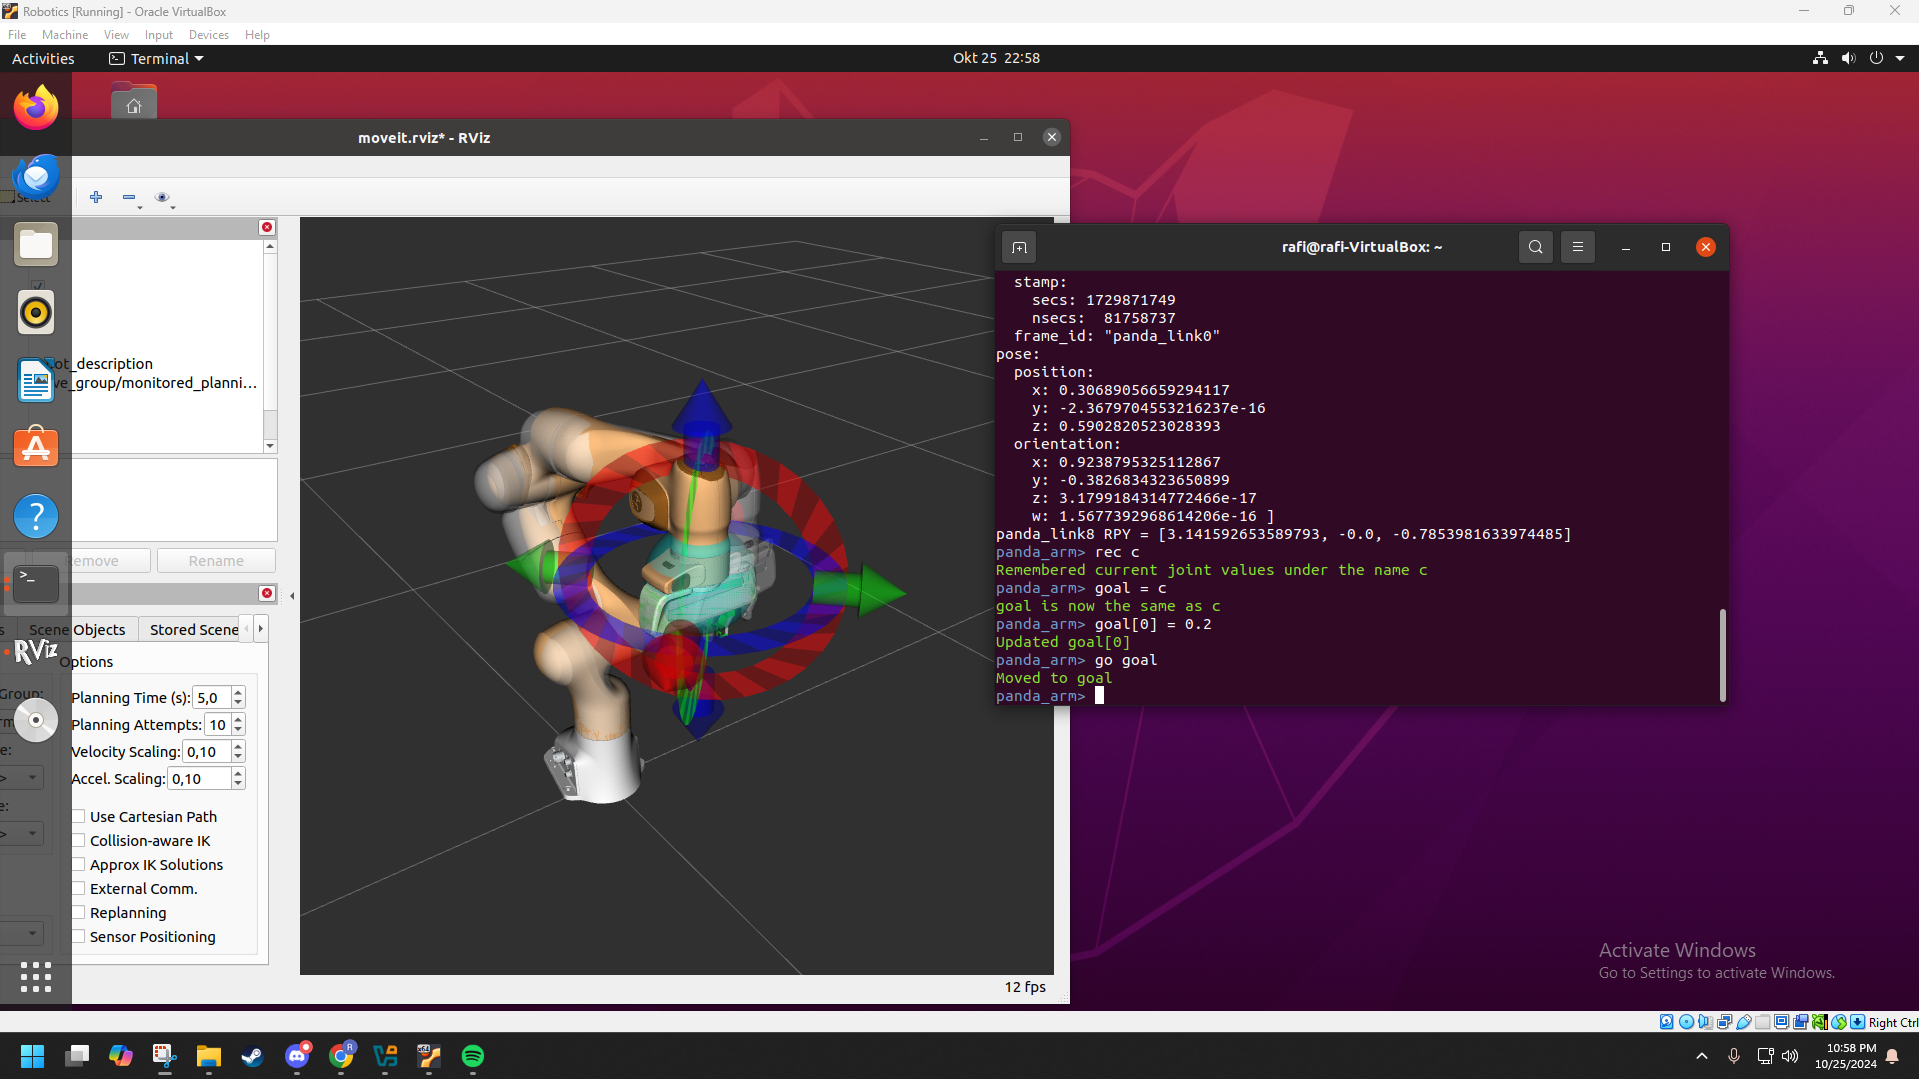 Robotics [Running] - Oracle VirtualBox
File Machine View Input Devices Help
Activities Terminal Okt 25 22:58
moveit.rviz* - RViz
Select
ot_description
ve_group/monitored_planni...
Remove Rename
Scene Objects Stored Scene
Options
Group:
Planning Time (s): 5,0
Planning Attempts: 10
Velocity Scaling: 0,10
Accel. Scaling: 0,10
Use Cartesian Path
Collision-aware IK
Approx IK Solutions
External Comm.
Replanning
Sensor Positioning
RViz
12 fps
rafi@rafi-VirtualBox: ~
stamp:
secs: 1729871749
nsecs: 81758737
frame_id: "panda_link0"
pose:
position:
x: 0.30689056659294117
y: -2.3679704553216237e-16
z: 0.5902820523028393
orientation:
x: 0.9238795325112867
y: -0.3826834323650899
z: 3.1799184314772466e-17
w: 1.5677392968614206e-16 ]
panda_link8 RPY = [3.141592653589793, -0.0, -0.7853981633974485]
panda_arm> rec c
Remembered current joint values under the name c
panda_arm> goal = c
goal is now the same as c
panda_arm> goal[0] = 0.2
Updated goal[0]
panda_arm> go goal
Moved to goal
panda_arm>
Activate Windows
Go to Settings to activate Windows.
Right Ctrl
10:58 PM
10/25/2024